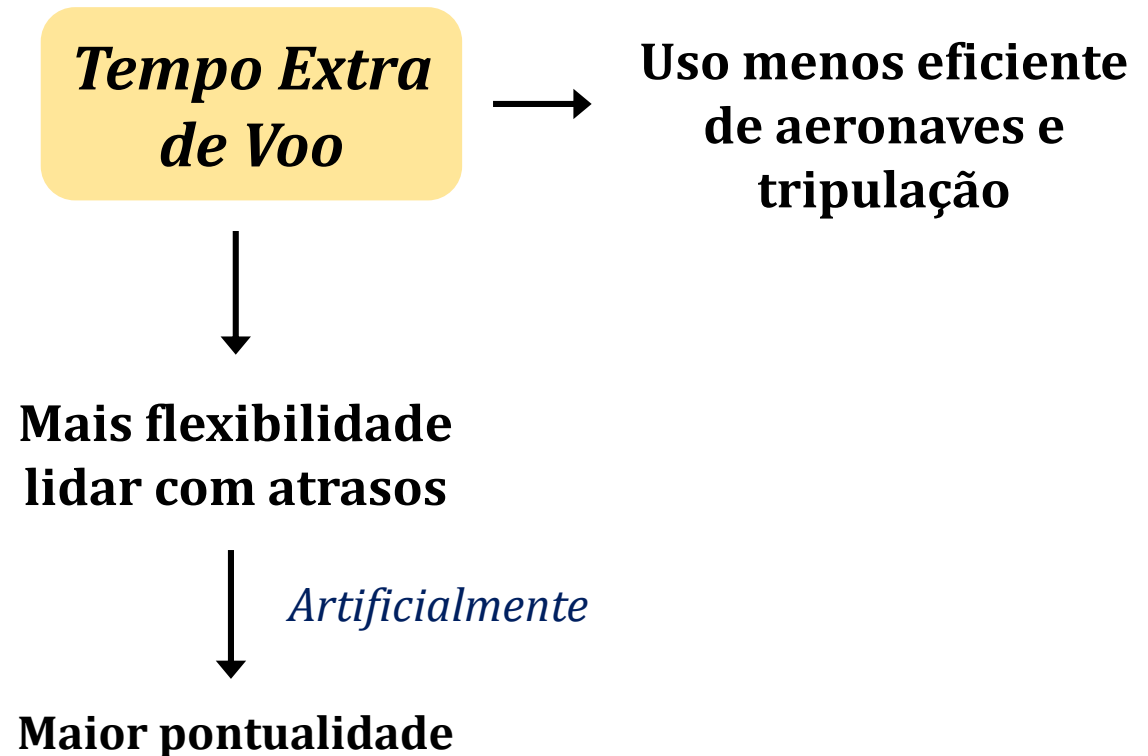 Tempo Extra
de Voo
Uso menos eficiente
de aeronaves e
tripulação
Mais flexibilidade
lidar com atrasos
Artificialmente
Maior pontualidade